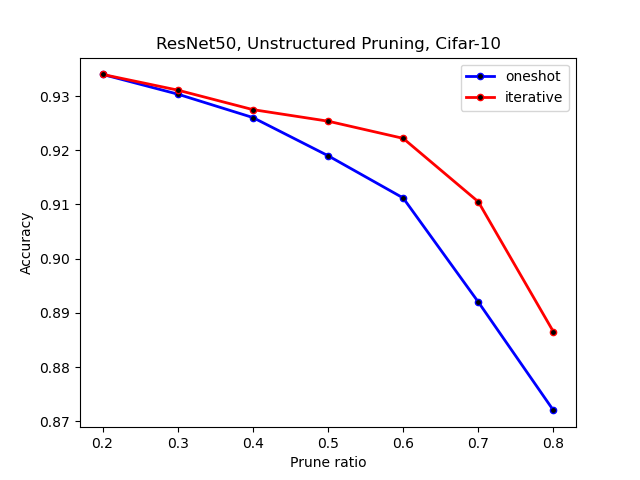 ResNet50, Unstructured Pruning, Cifar-10
oneshot
iterative
0.93
0.92
0.91
0.90
0.89
0.88
0.87
Accuracy
0.2 0.3 0.4 0.5 0.6 0.7 0.8
Prune ratio